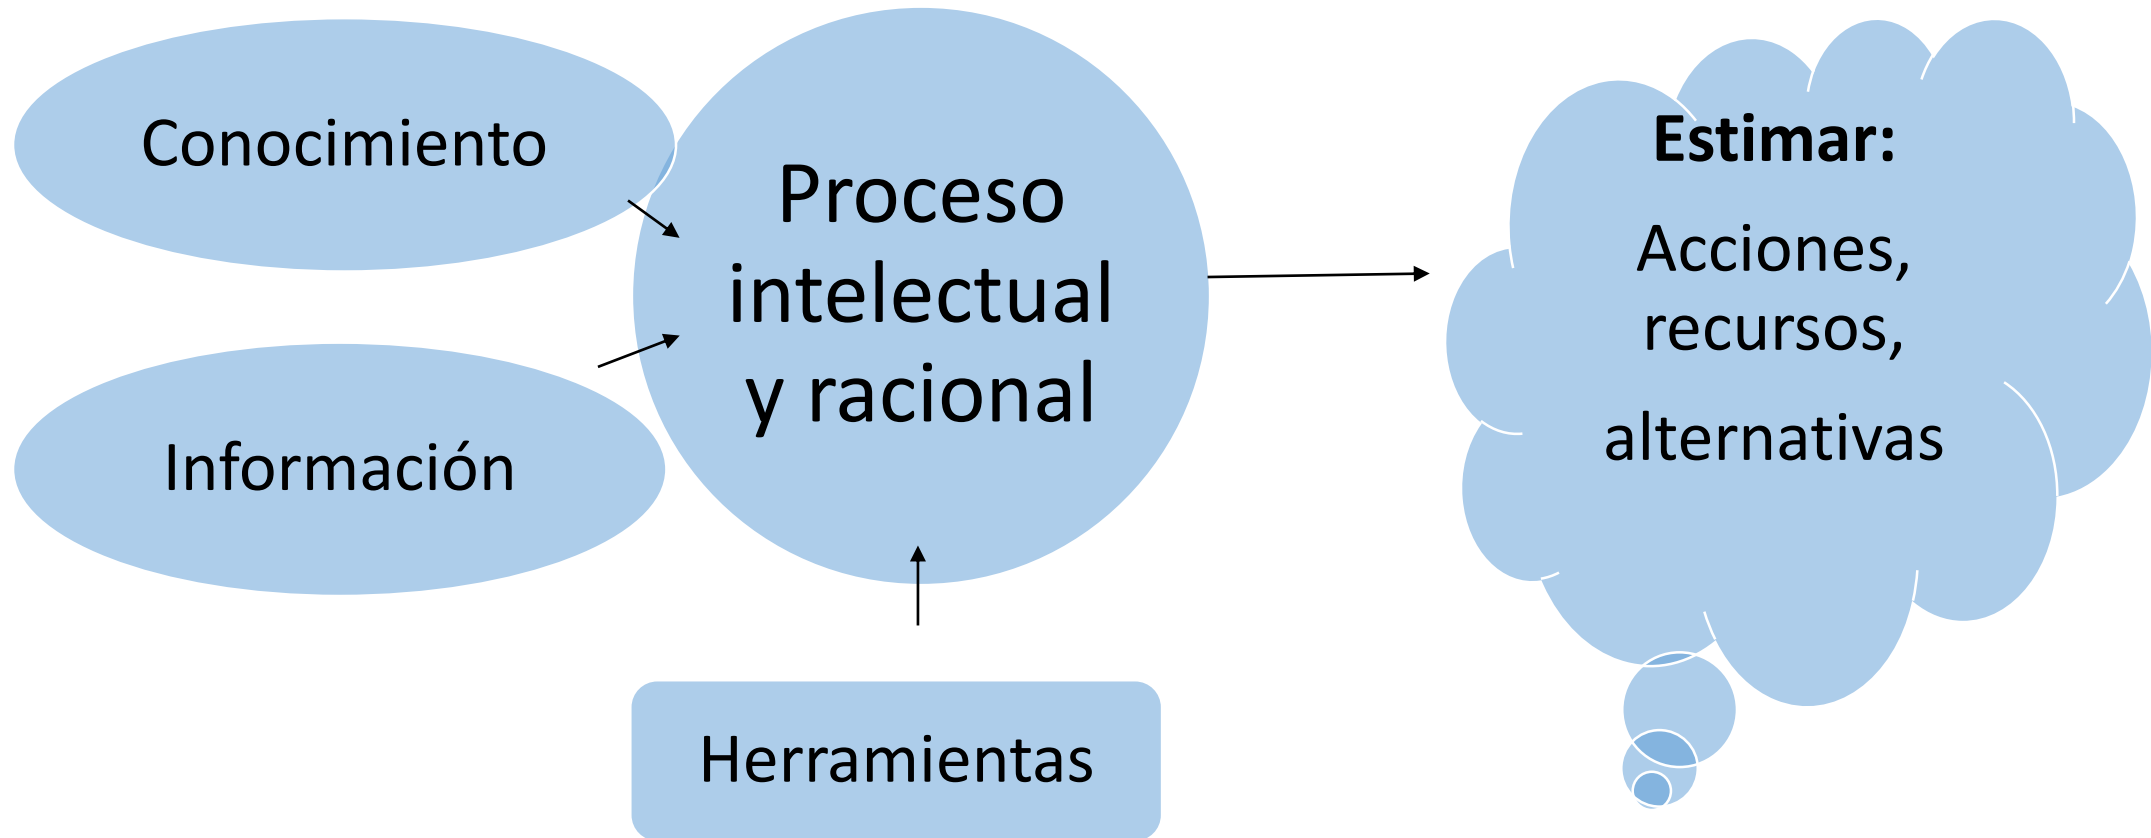 Conocimiento
Información
Proceso
intelectual
y racional
Herramientas
Estimar:
Acciones,
recursos,
alternativas